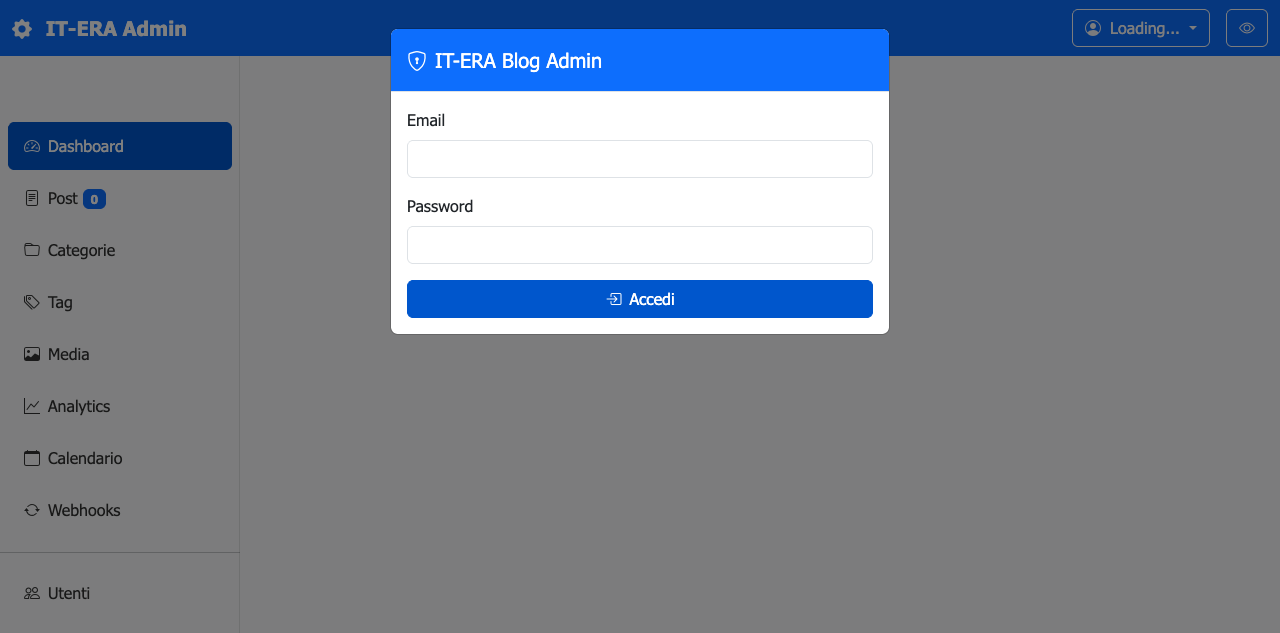 IT-ERA Admin
Loading...
IT-ERA Blog Admin
Email
Password
Accedi
Dashboard
Post 0
Categorie
Tag
Media
Analytics
Calendario
Webhooks
Utenti